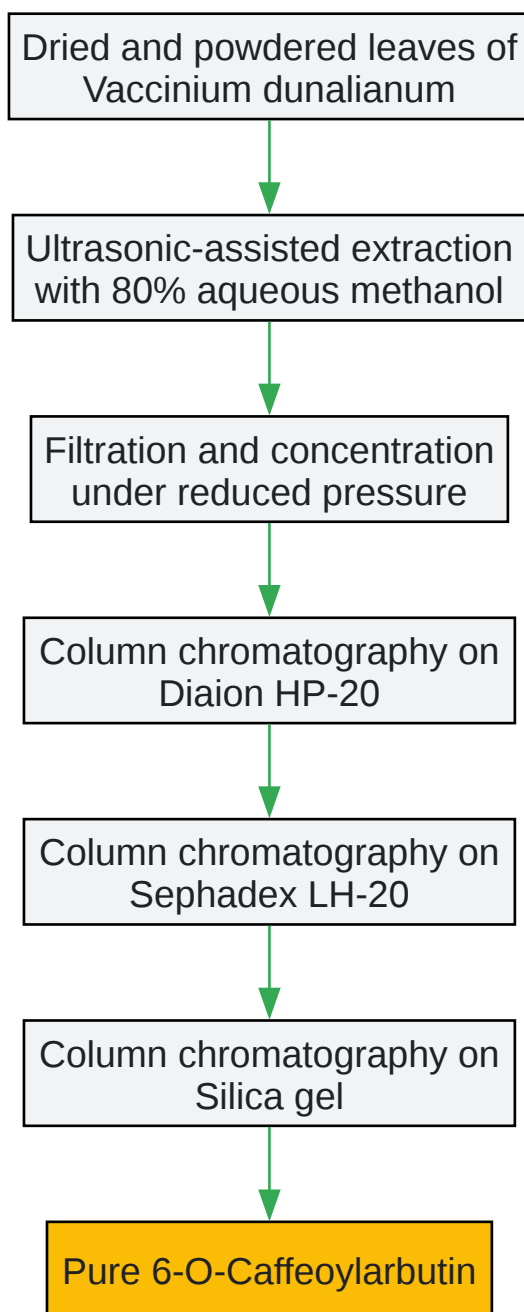 Dried and powdered leaves of
Vaccinium dunalianum
Ultrasonic-assisted extraction
with 80% aqueous methanol
Filtration and concentration
under reduced pressure
Column chromatography on
Diaion HP-20
Column chromatography on
Sephadex LH-20
Column chromatography on
Silica gel
Pure 6-O-Caffeoylarbutin